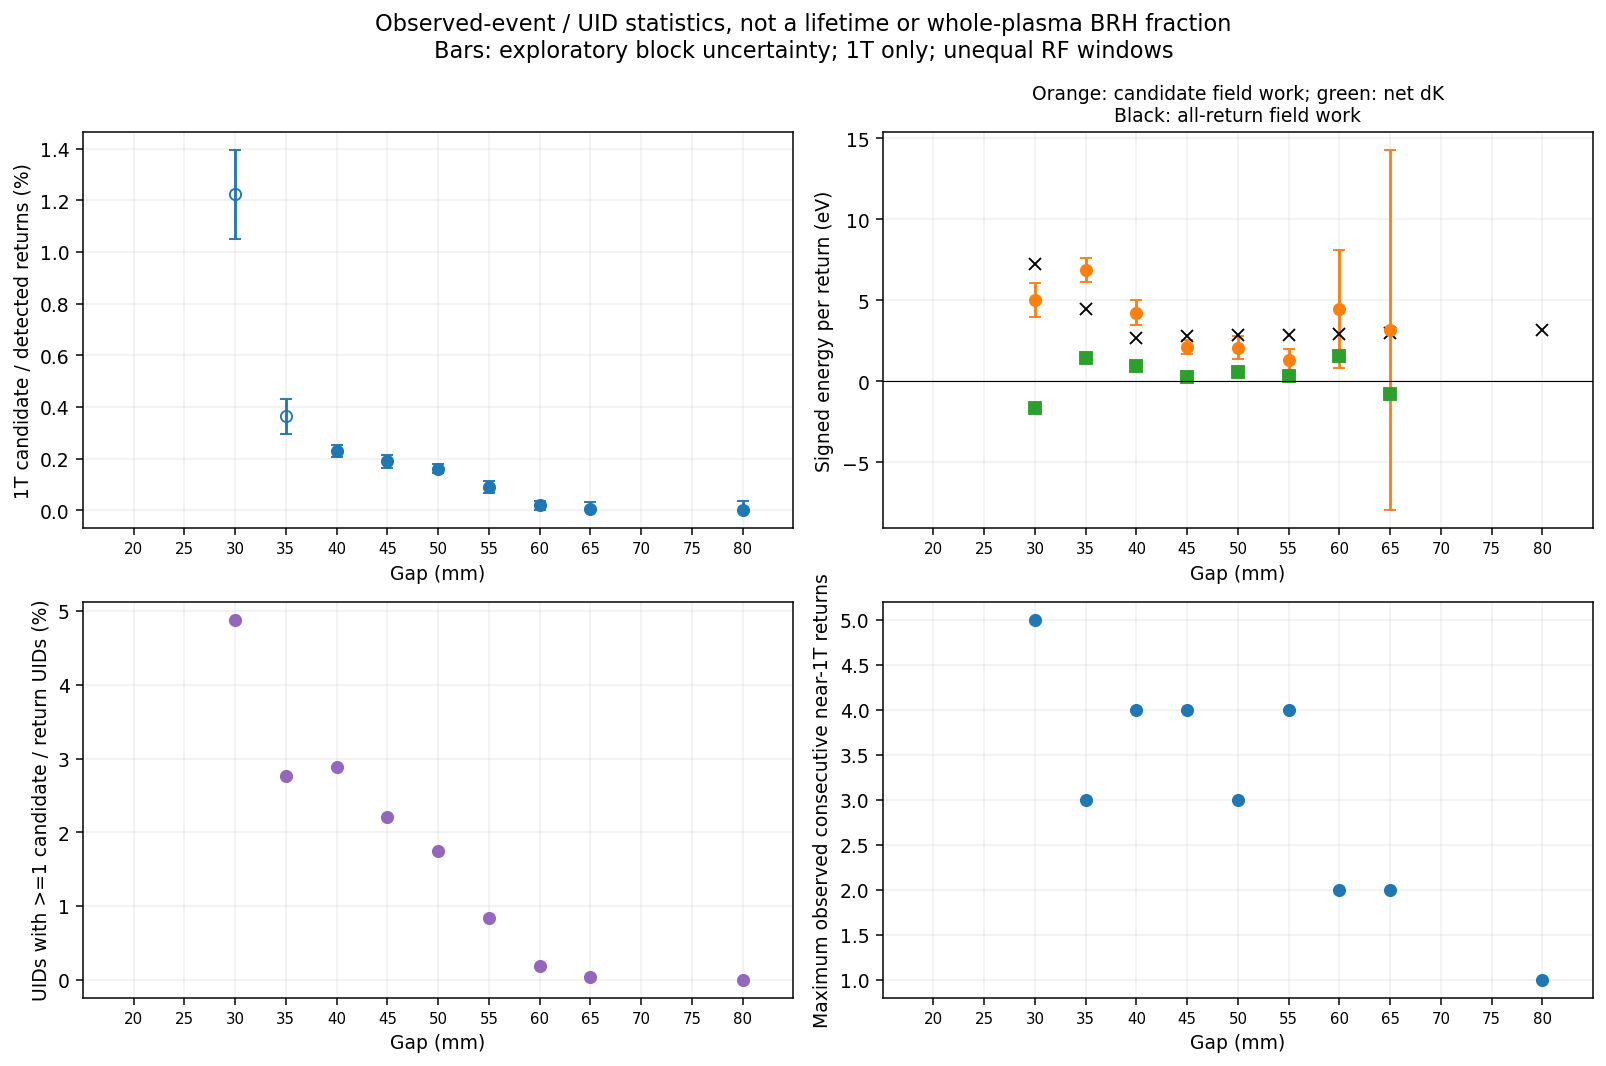 Observed-event / UID statistics, not a lifetime or whole-plasma BRH fraction
Bars: exploratory block uncertainty; 1T only; unequal RF windows
1T candidate / detected returns (%)
1.4
1.2
1.0
0.8
0.6
0.4
0.2
0.0
20 25 30 35 40 45 50 55 60 65 70 75 80
Gap (mm)
Orange: candidate field work; green: net dK
Black: all-return field work
Signed energy per return (eV)
15
10
5
0
−5
20 25 30 35 40 45 50 55 60 65 70 75 80
Gap (mm)
UIDs with >=1 candidate / return UIDs (%)
5
4
3
2
1
0
20 25 30 35 40 45 50 55 60 65 70 75 80
Gap (mm)
Maximum observed consecutive near-1T returns
5.0
4.5
4.0
3.5
3.0
2.5
2.0
1.5
1.0
20 25 30 35 40 45 50 55 60 65 70 75 80
Gap (mm)